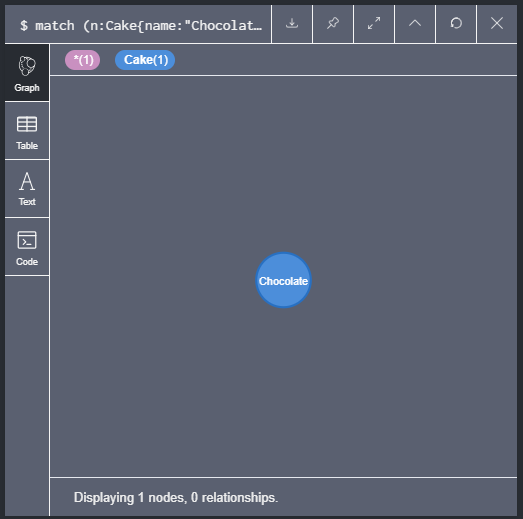 $ match (n:Cake{name:"Chocolat…
*(1) Cake(1)
Graph
Table
Text
Code
Chocolate
Displaying 1 nodes, 0 relationships.